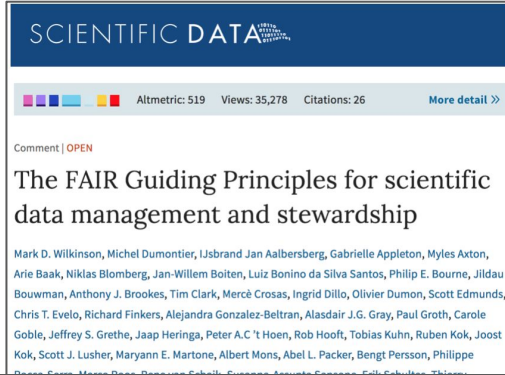 SCIENTIFIC DATA
Altmetric: 519 Views: 35,278 Citations: 26 More detail »
Comment | OPEN
The FAIR Guiding Principles for scientific
data management and stewardship
Mark D. Wilkinson, Michel Dumontier, IJsbrand Jan Aalbersberg, Gabrielle Appleton, Myles Axton,
Arie Baak, Niklas Blomberg, Jan-Willem Boiten, Luiz Bonino da Silva Santos, Philip E. Bourne, Jildau
Bouwman, Anthony J. Brookes, Tim Clark, Mercè Crosas, Ingrid Dillo, Olivier Dumon, Scott Edmunds,
Chris T. Evelo, Richard Finkers, Alejandra Gonzalez-Beltran, Alasdair J.G. Gray, Paul Groth, Carole
Goble, Jeffrey S. Grethe, Jaap Heringa, Peter A.C 't Hoen, Rob Hooft, Tobias Kuhn, Ruben Kok, Joost
Kok, Scott J. Lusher, Maryann E. Martone, Albert Mons, Abel L. Packer, Bengt Persson, Philippe